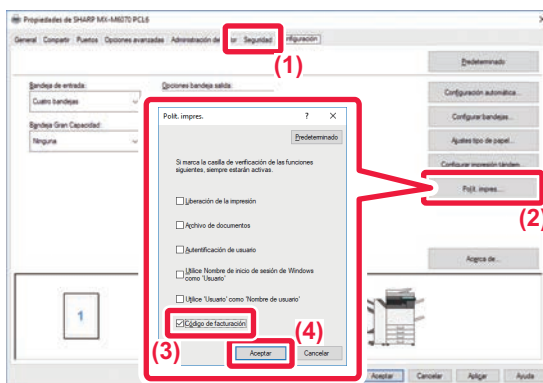 Propiedades de SHARP MX-M6070 PCL6
General Compartir Puertos Opciones avanzadas Administración de Seguridad
(1)
Predeterminado
Bandeja de entrada:
Opciones bandeja salida:
Cuatro bandejas
Configuración automática...
Bandeja Gran Capacidad:
Configurar bandejas...
Ninguna
Ajustes tipo de papel...
Configurar impresión tándem...
Polít. impres....
(2)
Acerca de...
Polít. impres.
? X
Predeterminado
Si marca la casilla de verificación de las funciones
siguientes, siempre estarán activas.
Liberación de la impresión
Archivo de documentos
Autentificación de usuario
Utilice Nombre de inicio de sesión de Windows
como 'Usuario'
Utilice 'Usuario' como 'Nombre de usuario'
Código de facturación
(3)
(4)
Aceptar Cancelar
1
Aceptar Cancelar Aplicar Ayuda